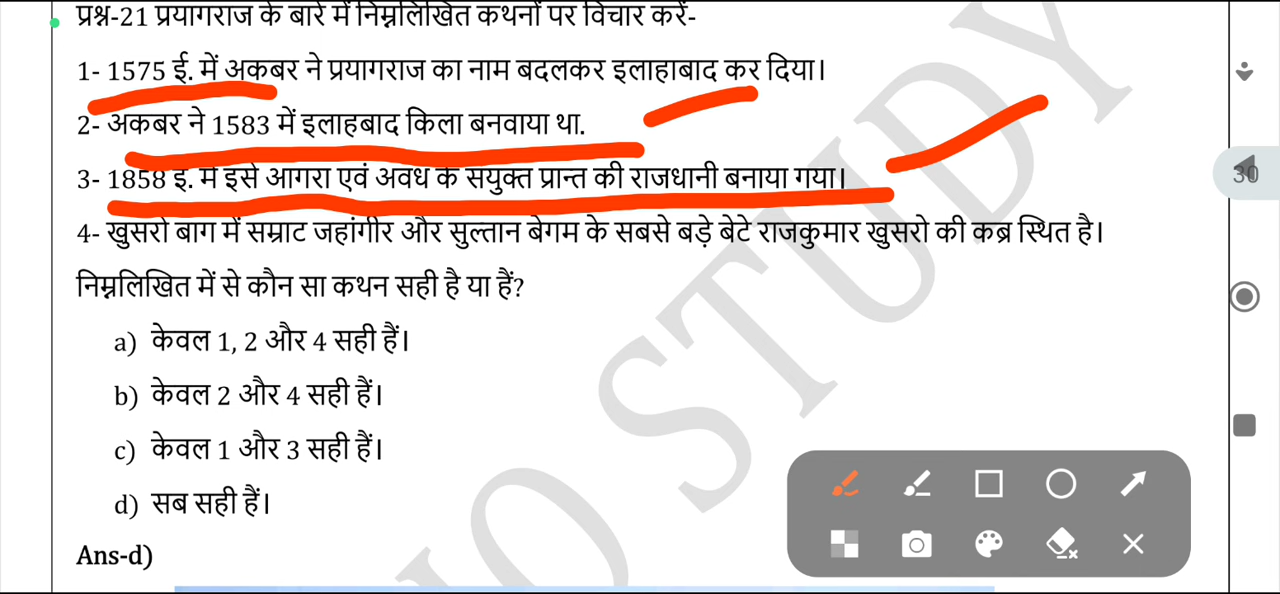 प्रश्न-21 प्रयागराज के बारे में निम्नलिखित कथनों पर विचार करें-
1- 1575 ई. में अकबर ने प्रयागराज का नाम बदलकर इलाहाबाद कर दिया।
2- अकबर ने 1583 में इलाहबाद किला बनवाया था.
3- 1858 ई. में इसे आगरा एवं अवध के संयुक्त प्रान्त की राजधानी बनाया गया।
30
4- खुसरो बाग में सम्राट जहांगीर और सुल्तान बेगम के सबसे बड़े बेटे राजकुमार खुसरो की कब्र स्थित है।
निम्नलिखित में से कौन सा कथन सही है या हैं?
a) केवल 1, 2 और 4 सही हैं।
b) केवल 2 और 4 सही हैं।
c) केवल 1 और 3 सही हैं।
d) सब सही हैं।
Ans-d)
STUDY